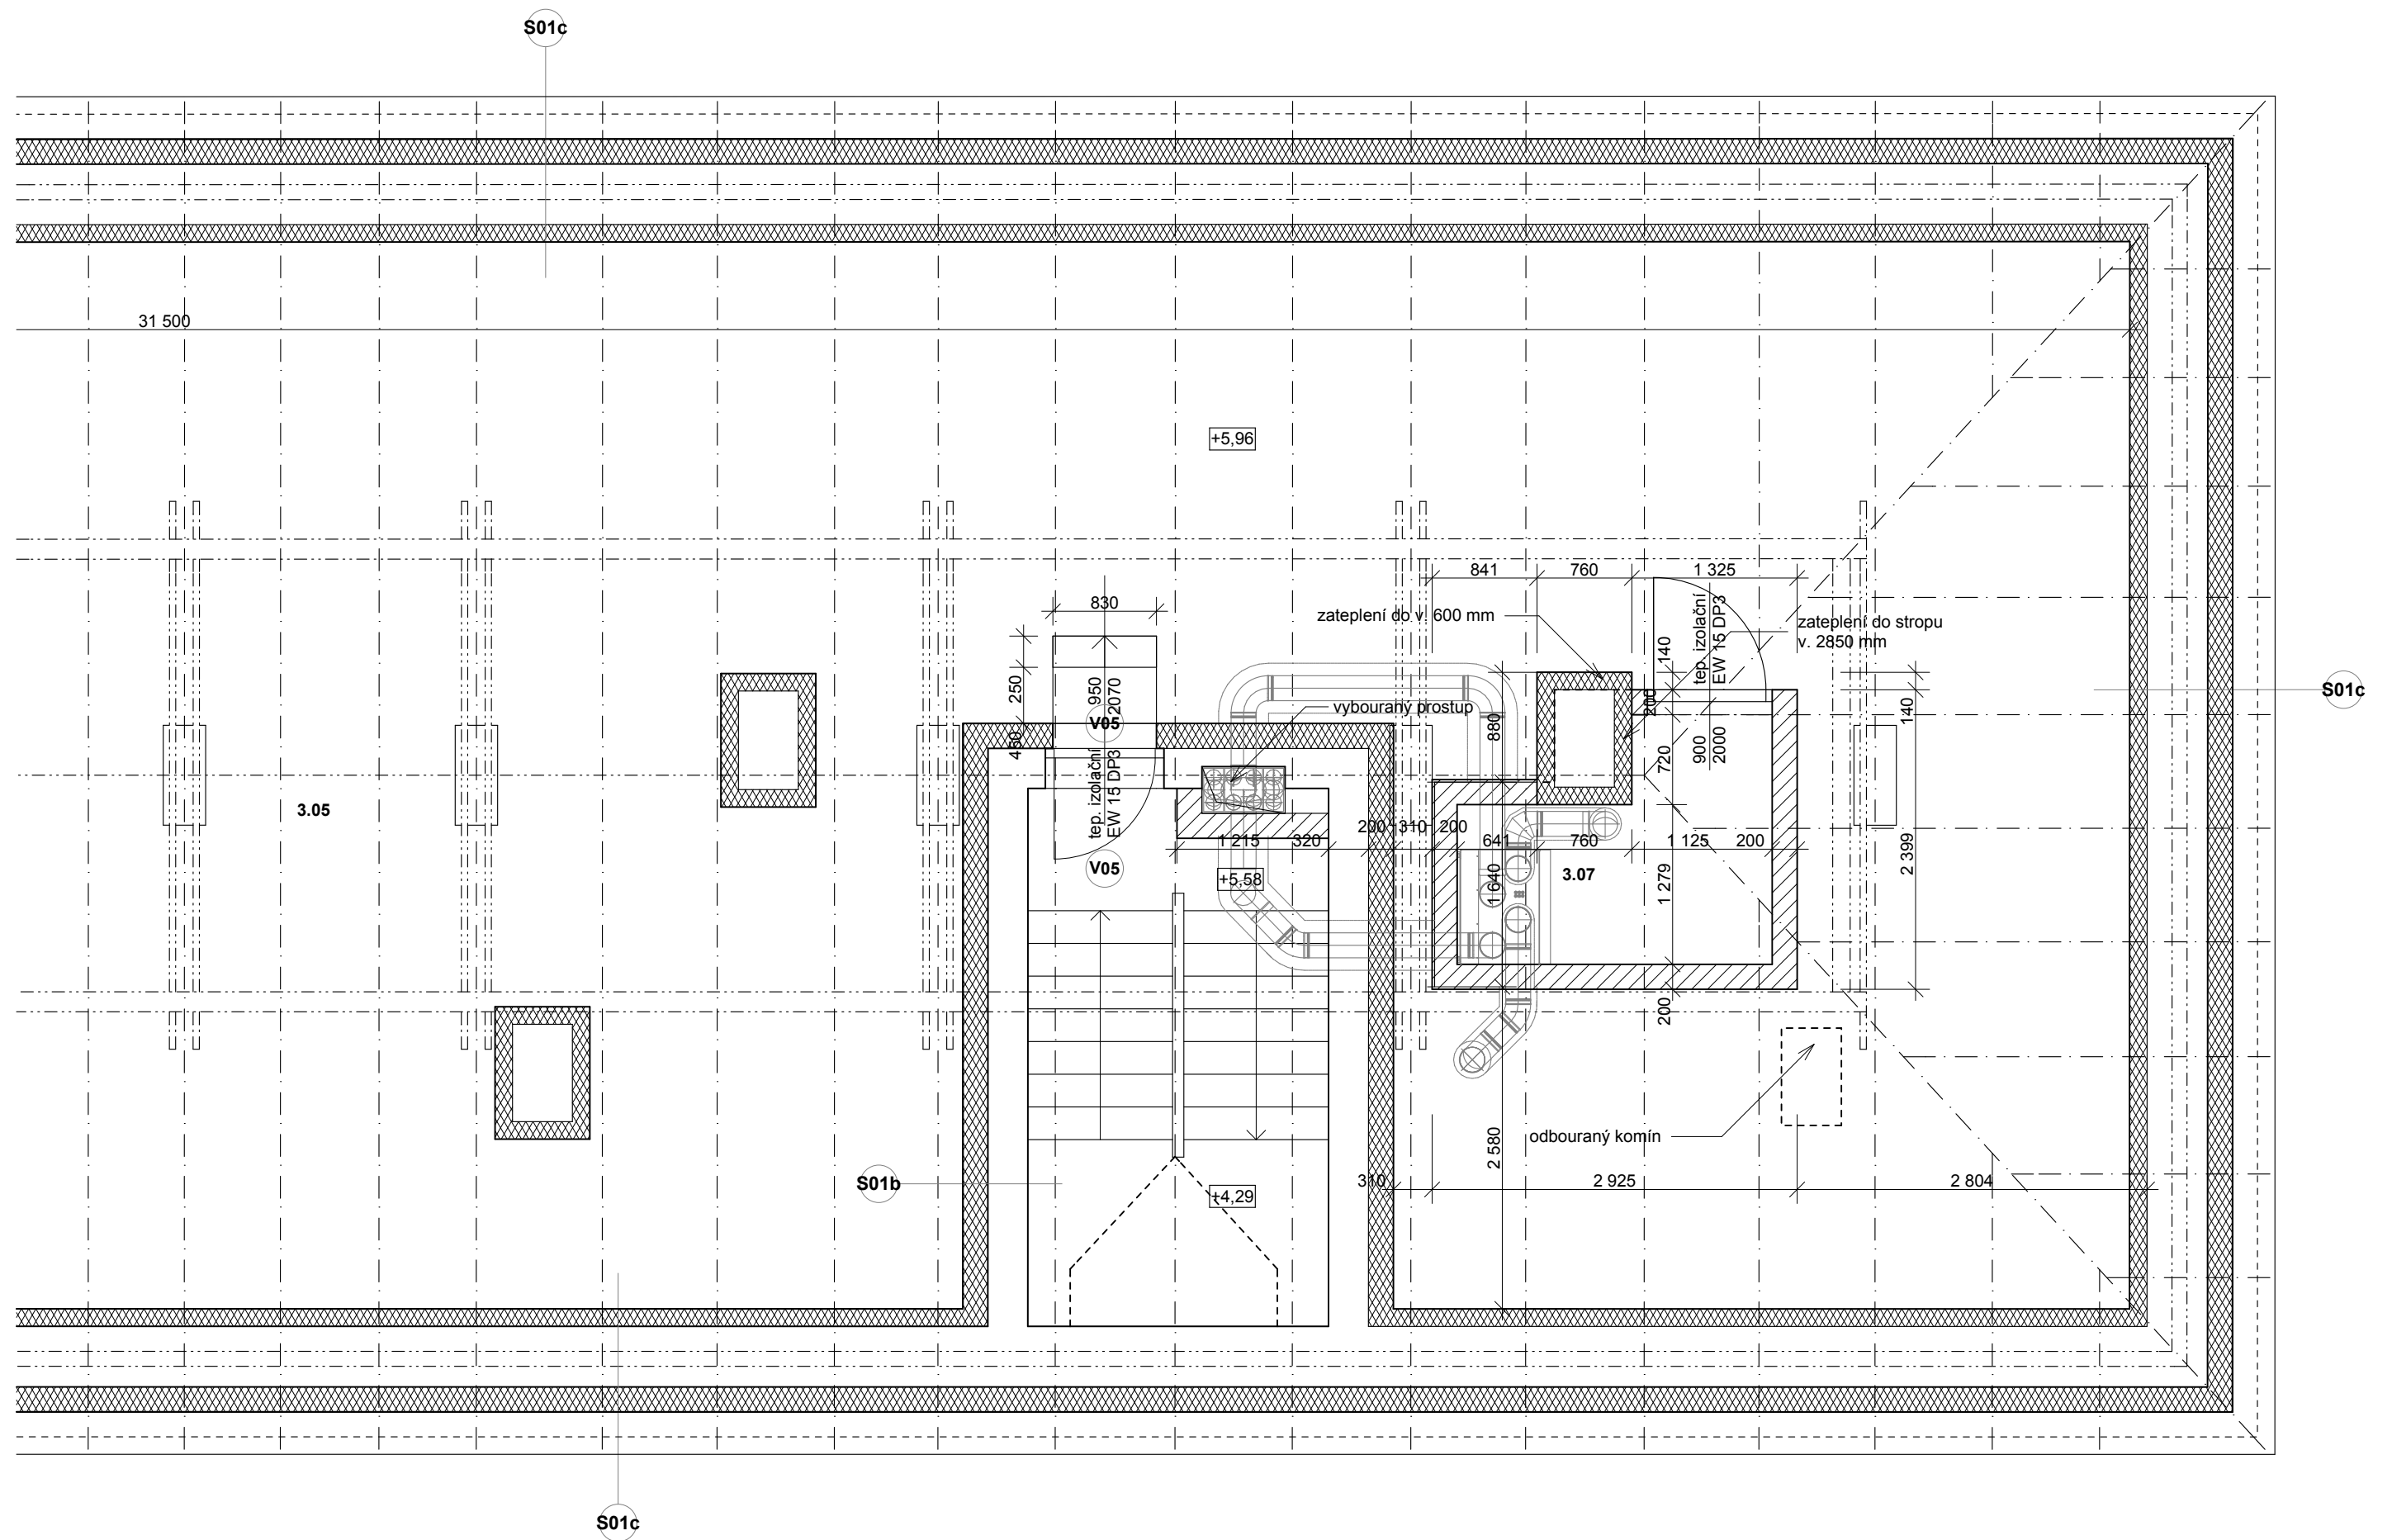 S01c
31 500
+5,96
841
760
1 325
830
zateplení do v. 600 mm
tep. izolační
EW 15 DP3
zateplení do stropu
v. 2850 mm
140
250
950
2070
200
140
V05
vybouraný prostup
880
S01c
450
tep. izolační
EW 15 DP3
720
900
2000
3.05
200
310
200
1 215
320
641
760
1 125
200
2 399
V05
+5,58
1 640
3.07
1 279
200
2 580
odbouraný komín
S01b
+4,29
310
2 925
2 804
S01c